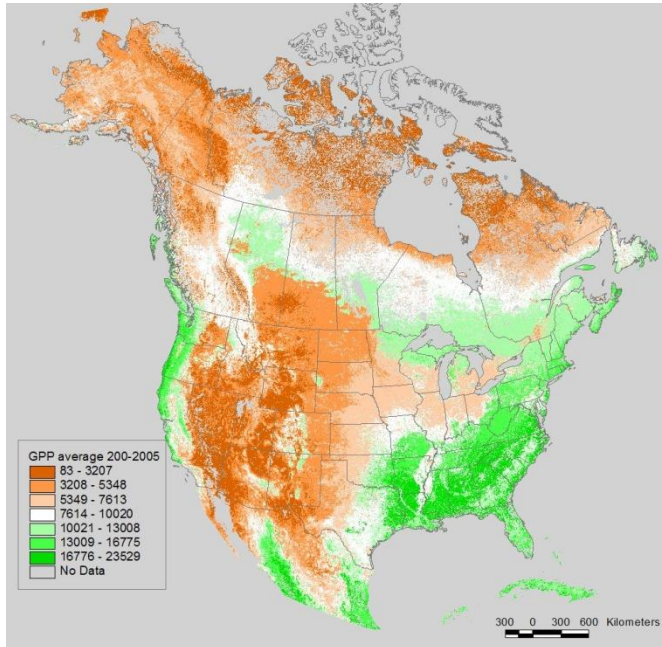 GPP average 200-2005
83 - 3207
3208 - 5348
5349 - 7613
7614 - 10020
10021 - 13008
13009 - 16775
16776 - 23529
No Data
300 0 300 600 Kilometers